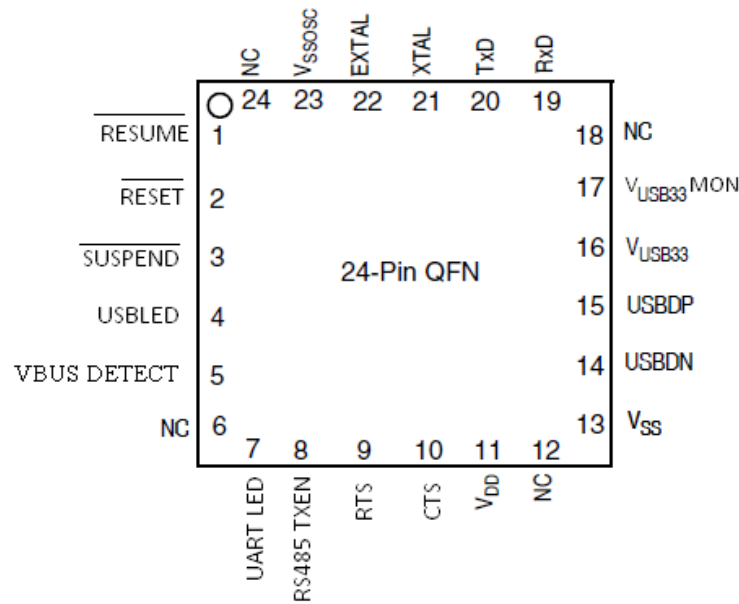 NC
VSSOSC
EXTAL
XTAL
TxD
RxD
24
23
22
21
20
19
RESUME 1
18 NC
RESET 2
17 VUSB33MON
SUSPEND 3
16 VUSB33
24-Pin QFN
USBLED 4
15 USBDP
VBUS DETECT 5
14 USBDN
NC 6
13 VSS
7
8
9
10
11
12
UART LED
RS485 TXEN
RTS
CTS
VDD
NC